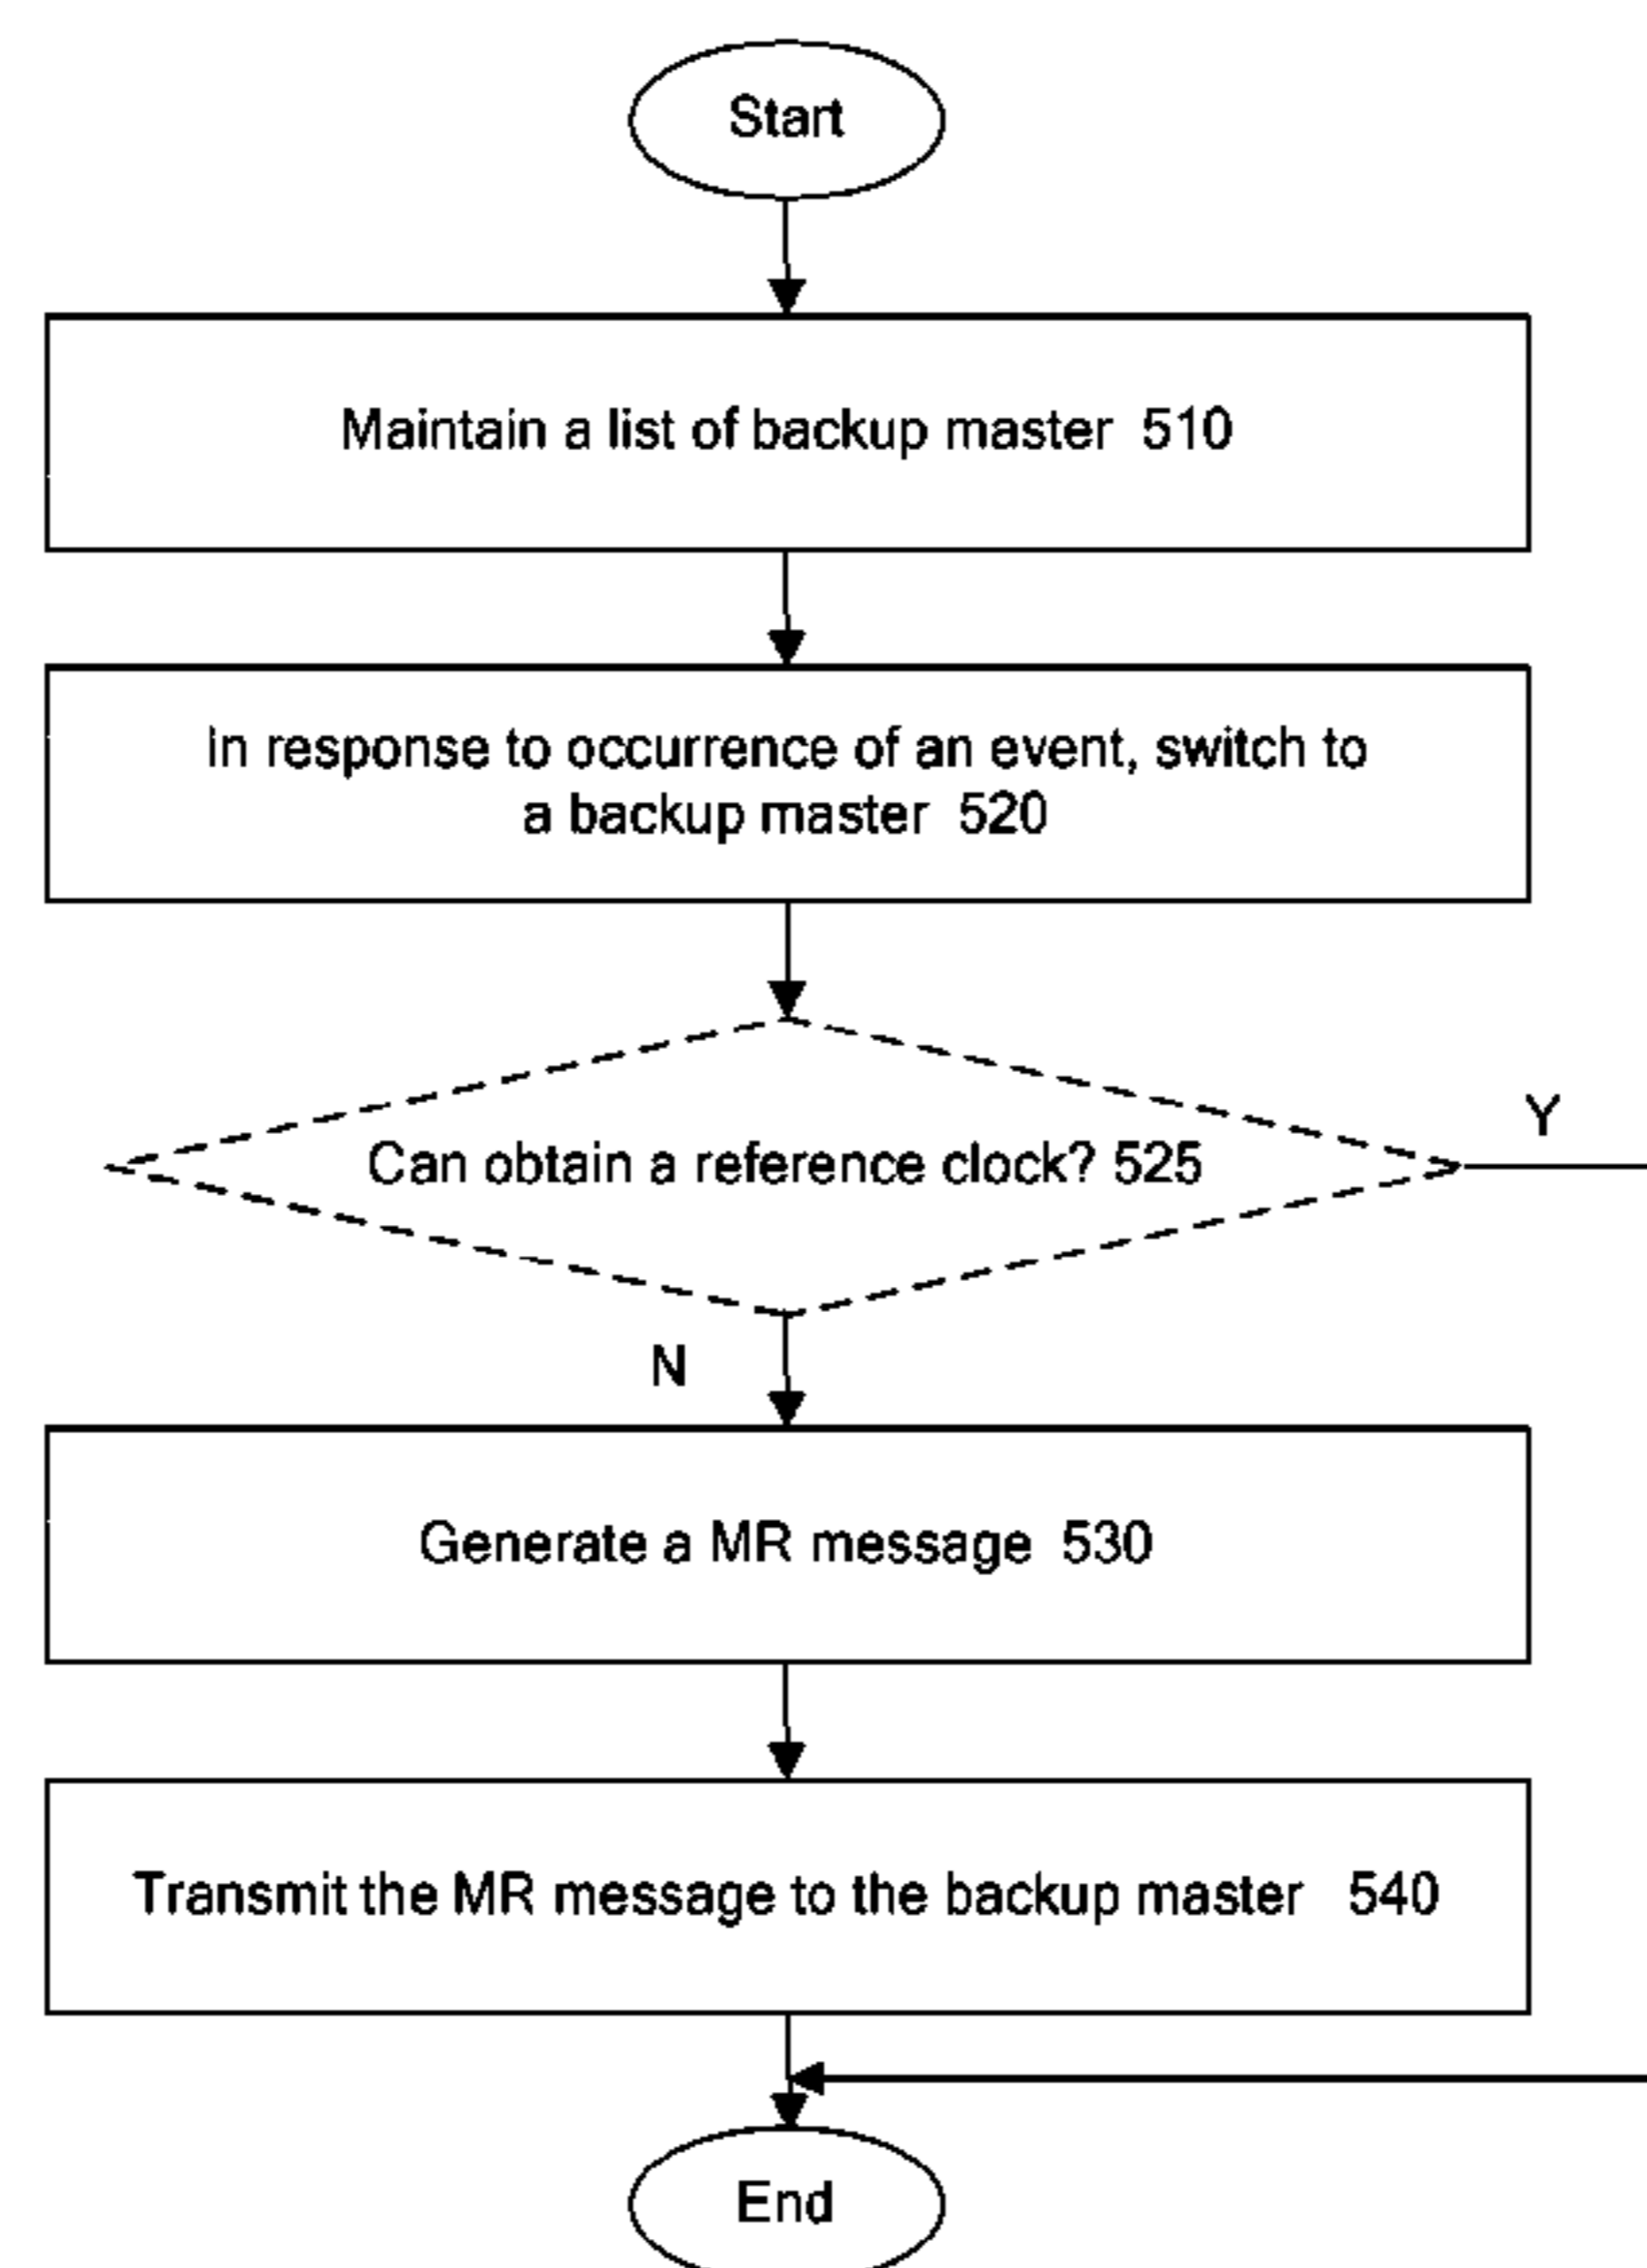 Start
Maintain a list of backup master 510
In response to occurrence of an event, switch to
a backup master 520
Can obtain a reference clock? 525
Y
N
Generate a MR message 530
Transmit the MR message to the backup master 540
End